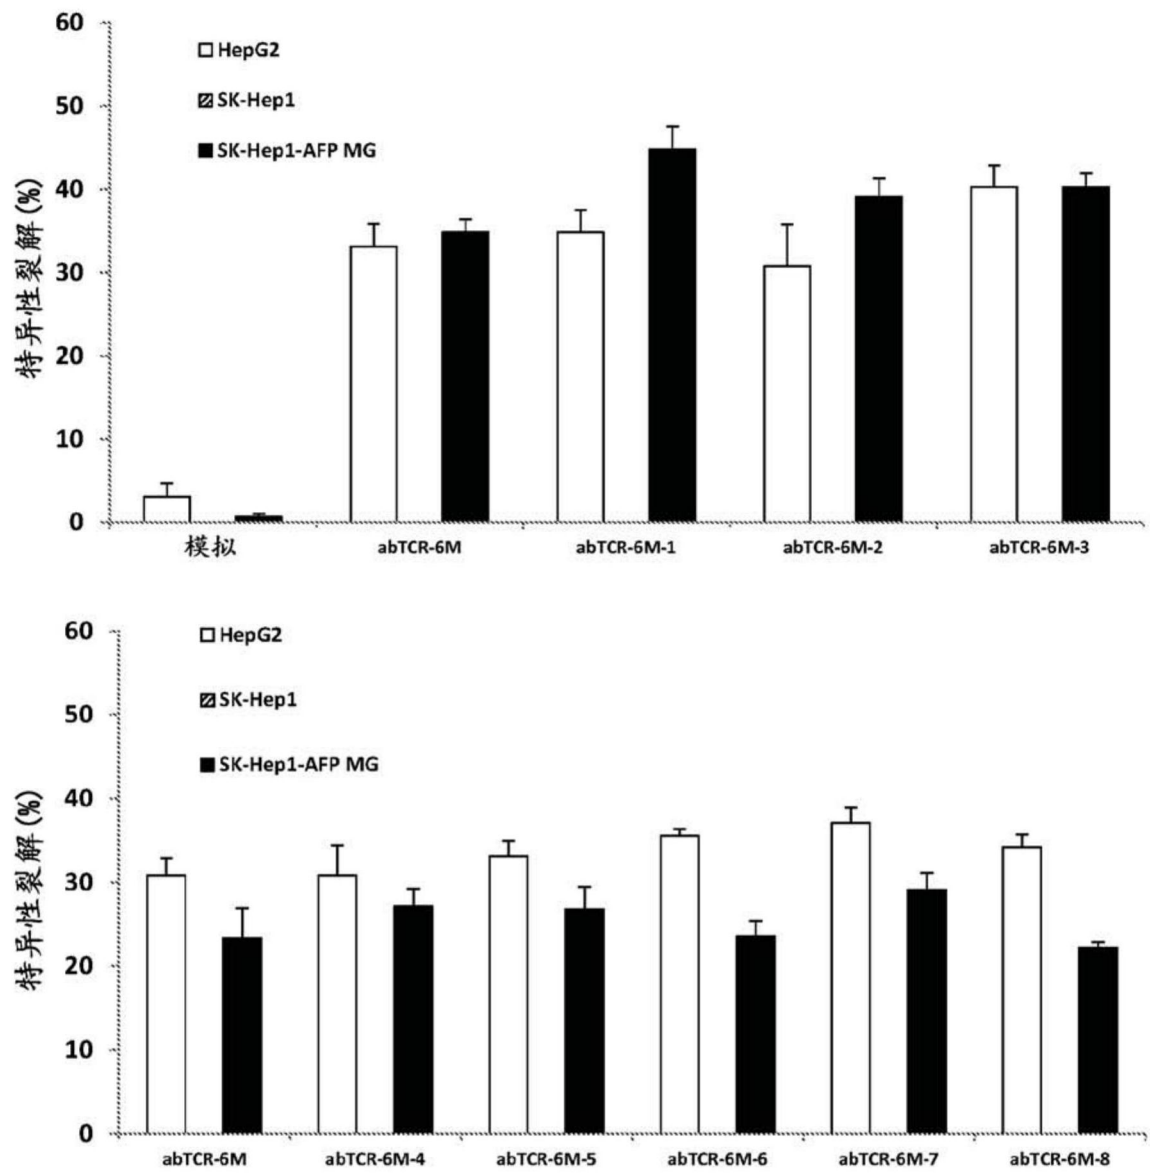 60
50
40
30
20
10
0
特异性裂解(%)
HepG2
SK-Hep1
SK-Hep1-AFP MG
模拟 abTCR-6M abTCR-6M-1 abTCR-6M-2 abTCR-6M-3
60
50
40
30
20
10
0
特异性裂解(%)
HepG2
SK-Hep1
SK-Hep1-AFP MG
abTCR-6M abTCR-6M-4 abTCR-6M-5 abTCR-6M-6 abTCR-6M-7 abTCR-6M-8